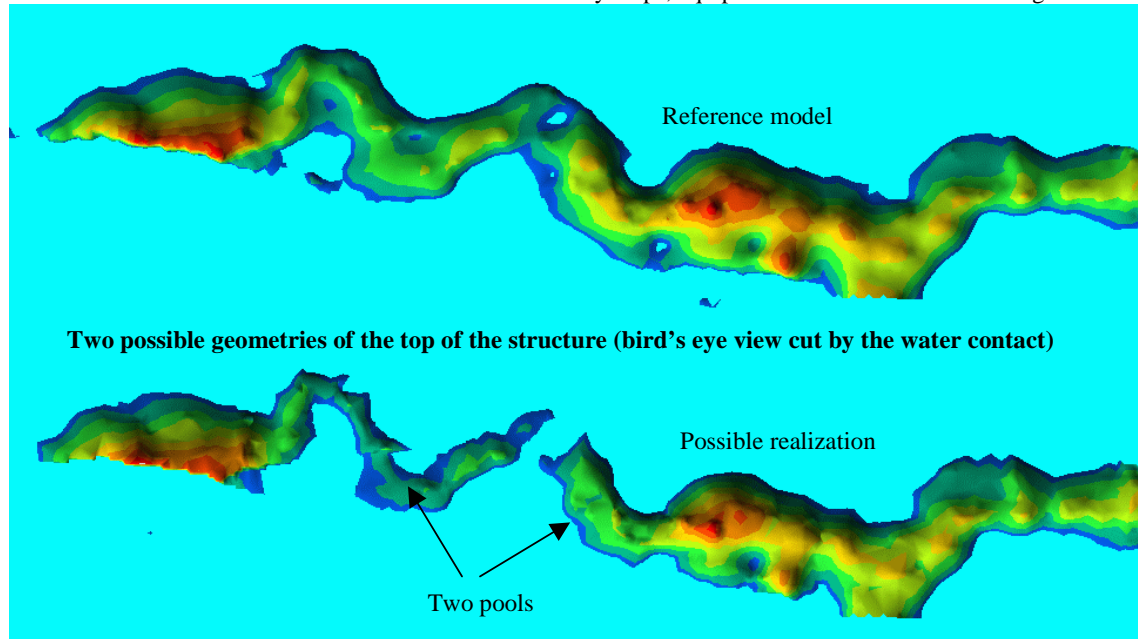 Reference model
Two possible geometries of the top of the structure (bird's eye view cut by the water contact)
Possible realization
Two pools